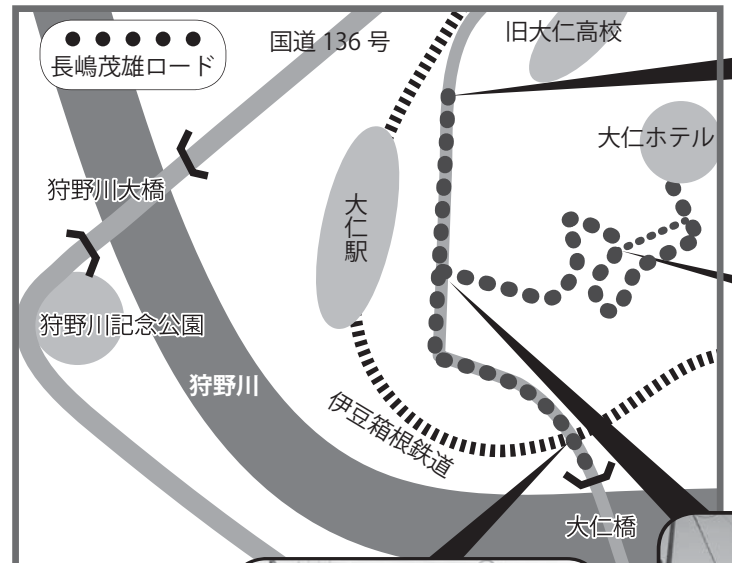 長嶋茂雄ロード
国道 136 号
旧大仁高校
大仁ホテル
狩野川大橋
大仁駅
狩野川記念公園
狩野川
伊豆箱根鉄道
大仁橋